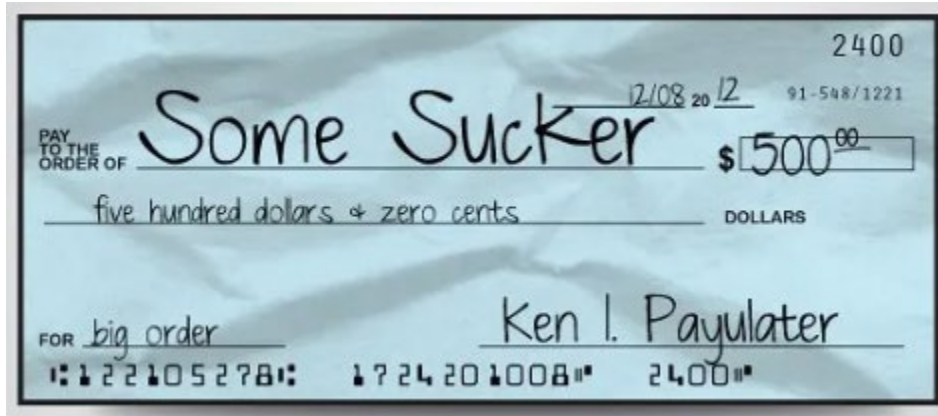 2400
12/08 20 12 91-548/1221
PAY
TO THE
ORDER OF Some Sucker $ 500 00
five hundred dollars & zero cents DOLLARS
FOR big order Ken I. Payulater
⑆122105278⑆ 1724201008⑈ 2400⑈